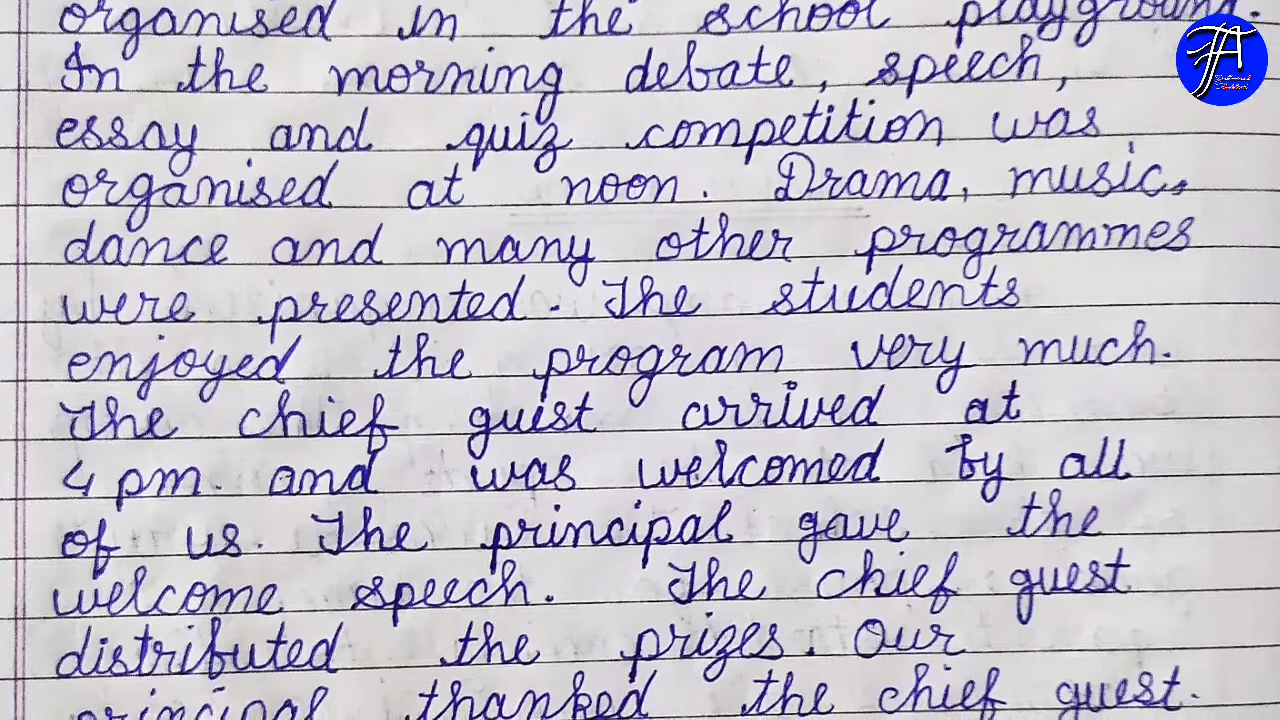 organised in the school playground.
In the morning debate, speech,
essay and quiz competition was
organised at noon. Drama, music,
dance and many other programmes
were presented. The students
enjoyed the program very much.
The chief guest arrived at
4 pm. and was welcomed by all
of us. The principal gave the
welcome speech. The chief guest
distributed the prizes. Our
principal thanked the chief guest.